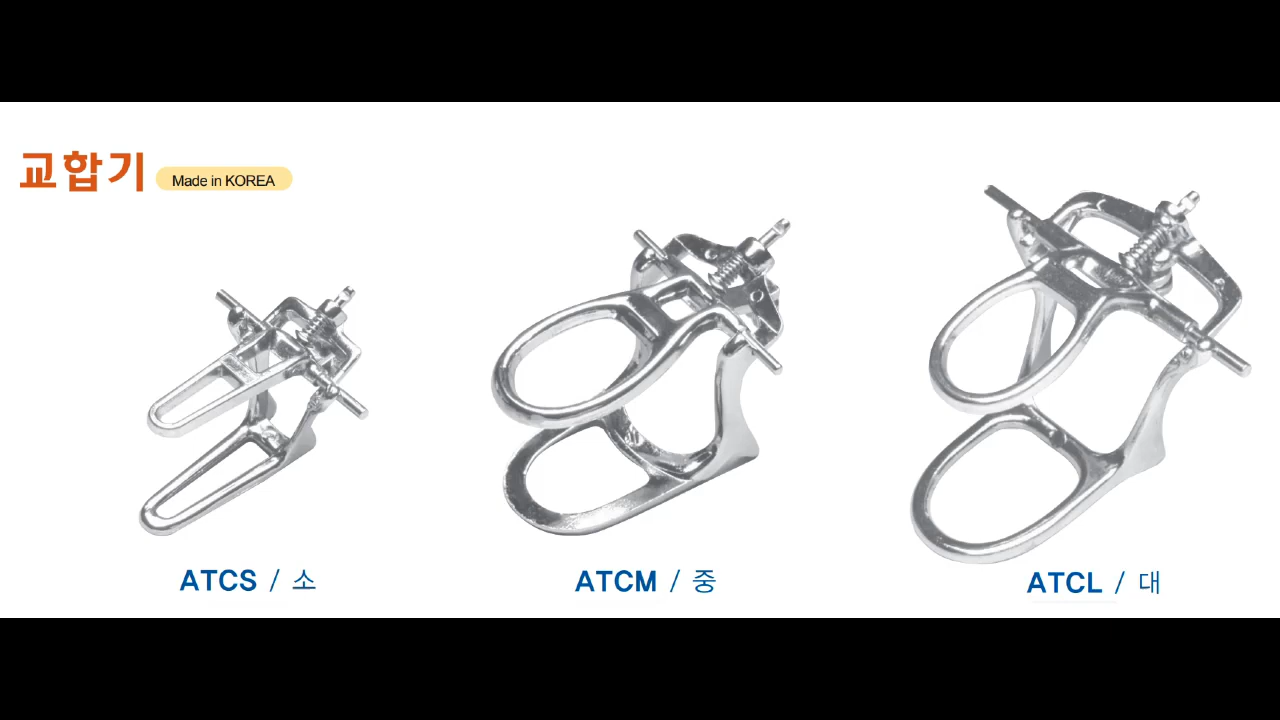 교합기 Made in KOREA
ATCS / 소
ATCM / 중
ATCL / 대